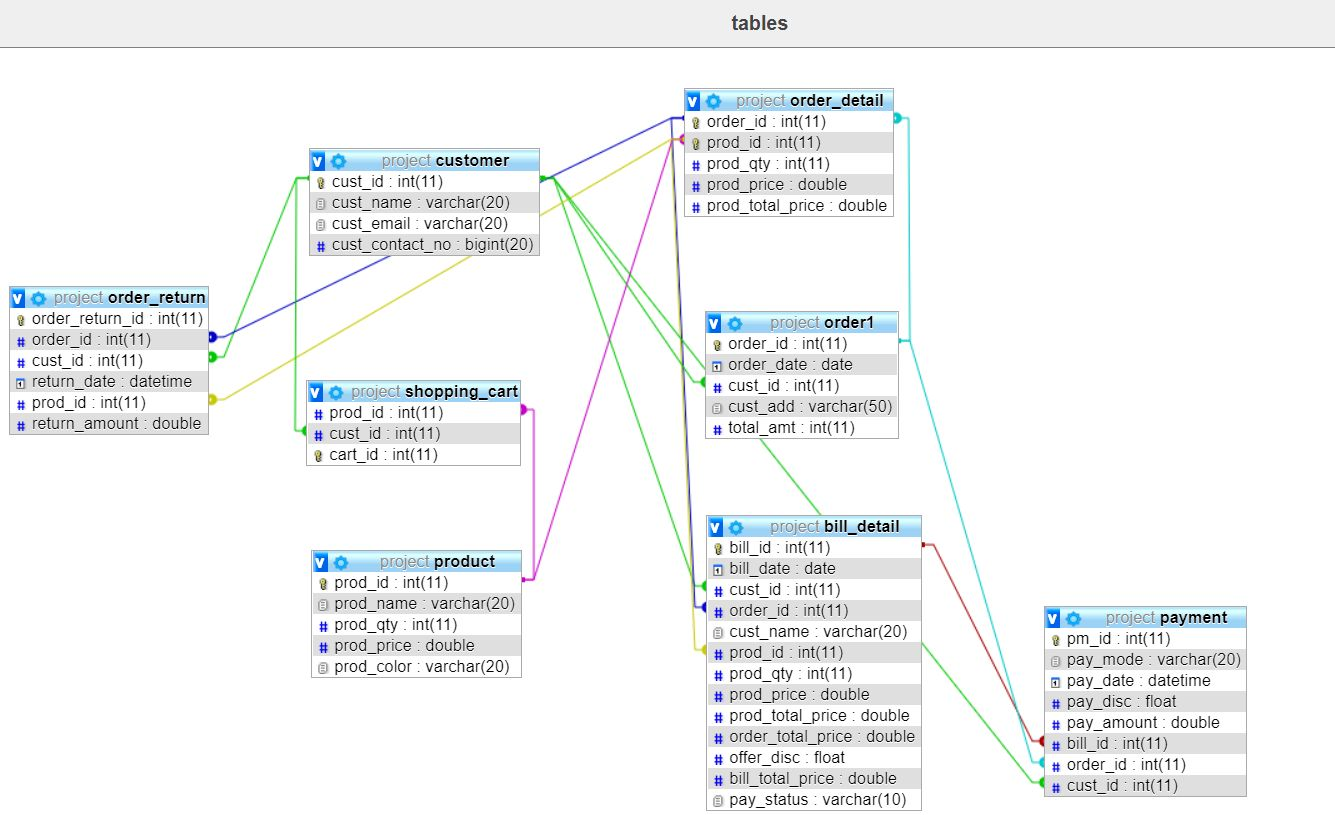 tables
project order_detail
order_id : int(11)
prod_id : int(11)
prod_qty : int(11)
prod_price : double
prod_total_price : double
project customer
cust_id : int(11)
cust_name : varchar(20)
cust_email : varchar(20)
cust_contact_no : bigint(20)
project order_return
order_return_id : int(11)
order_id : int(11)
cust_id : int(11)
return_date : datetime
prod_id : int(11)
return_amount : double
project order1
order_id : int(11)
order_date : date
cust_id : int(11)
cust_add : varchar(50)
total_amt : int(11)
project shopping_cart
prod_id : int(11)
cust_id : int(11)
cart_id : int(11)
project product
prod_id : int(11)
prod_name : varchar(20)
prod_qty : int(11)
prod_price : double
prod_color : varchar(20)
project bill_detail
bill_id : int(11)
bill_date : date
cust_id : int(11)
order_id : int(11)
cust_name : varchar(20)
prod_id : int(11)
prod_qty : int(11)
prod_price : double
prod_total_price : double
order_total_price : double
offer_disc : float
bill_total_price : double
pay_status : varchar(10)
project payment
pm_id : int(11)
pay_mode : varchar(20)
pay_date : datetime
pay_disc : float
pay_amount : double
bill_id : int(11)
order_id : int(11)
cust_id : int(11)